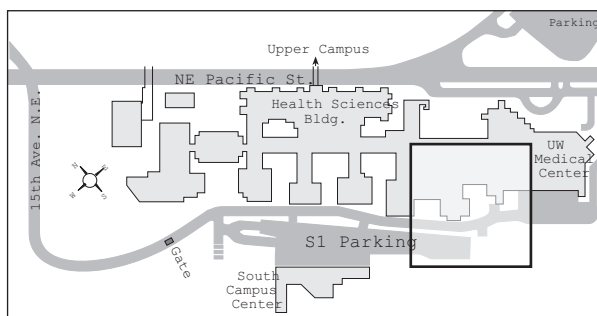 Parking
Upper Campus
NE Pacific St.
Health Sciences
Bldg.
15th Ave. N.E.
UW
Medical
Center
S1 Parking
Gate
South
Campus
Center